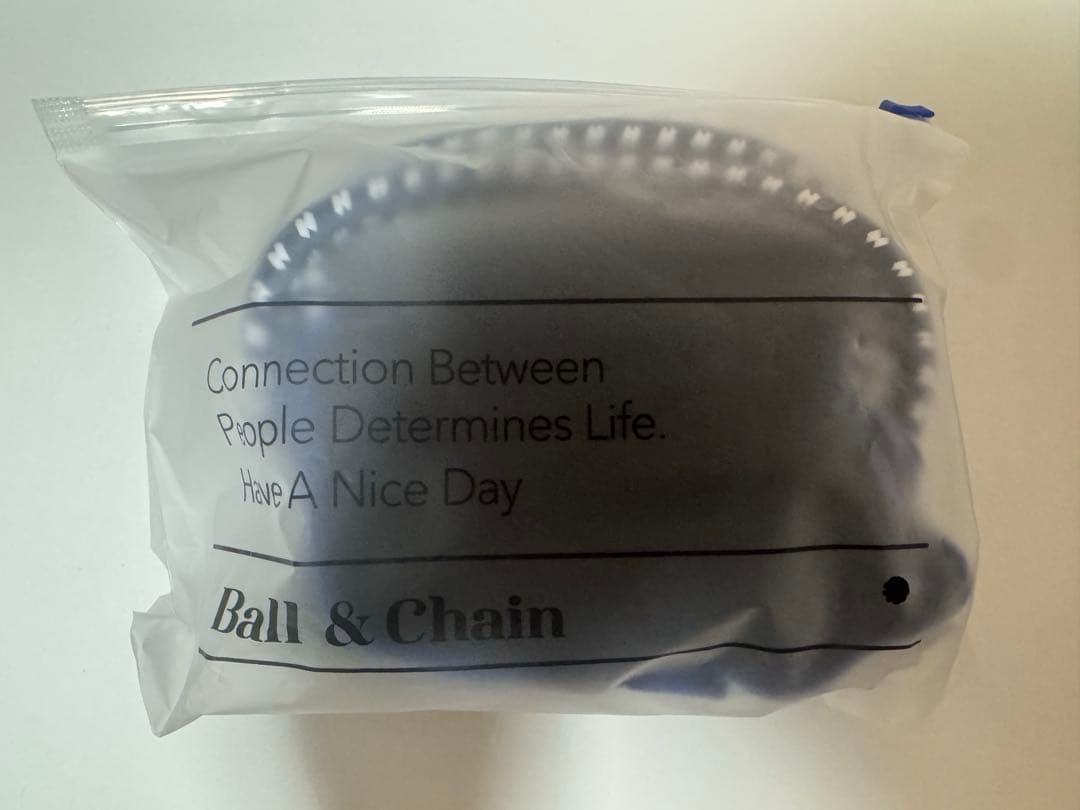 Connection Between
People Determines Life.
Have A Nice Day
Ball & Chain